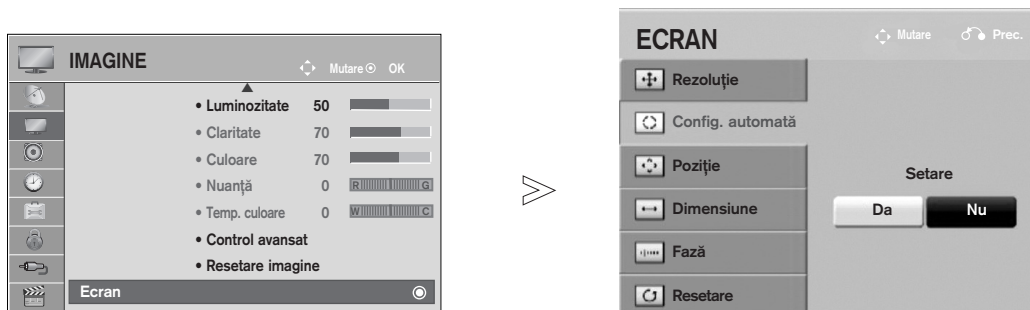 IMAGINE
Mutare OK
• Luminozitate 50
• Claritate 70
• Culoare 70
• Nuanță 0 R G
• Temp. culoare 0 W C
• Control avansat
• Resetare imagine
Ecran
ECRAN
Mutare Prec.
Rezoluție
Config. automată
Poziție
Dimensiune
Fază
Resetare
Setare
Da Nu